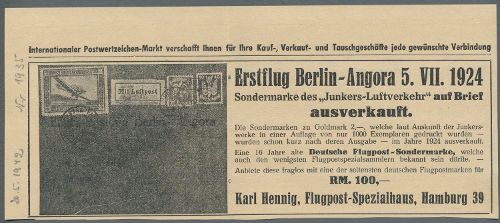 Internationaler Postwertzeichen-Markt verschafft Ihnen für Ihre Kauf-, Verkauf- und Tauschgeschäfte jede gewünschte Verbindung
Mit Luftpost
Berlin-Angora
Erstflug Berlin-Angora 5. VII. 1924
Sondermarke des „Junkers-Luftverkehr" auf Brief
ausverkauft.
Die Sondermarken zu Goldmark 2,—, welche laut Auskunft der Junkers-
werke in einer Auflage von nur 1000 Exemplaren gedruckt wurden —
wurden schon kurz nach deren Ausgabe — im Jahre 1924 ausverkauft.
Eine 16 Jahre alte Deutsche Flugpost-Sondermarke, welche
auch den wenigsten Flugpostspezialsammlern bekannt sein dürfte. —
Anbiete diese fraglos mit der seltensten deutschen Flugpostmarken für
RM. 100,—
Karl Hennig, Flugpost-Spezialhaus, Hamburg 39
1935
1942